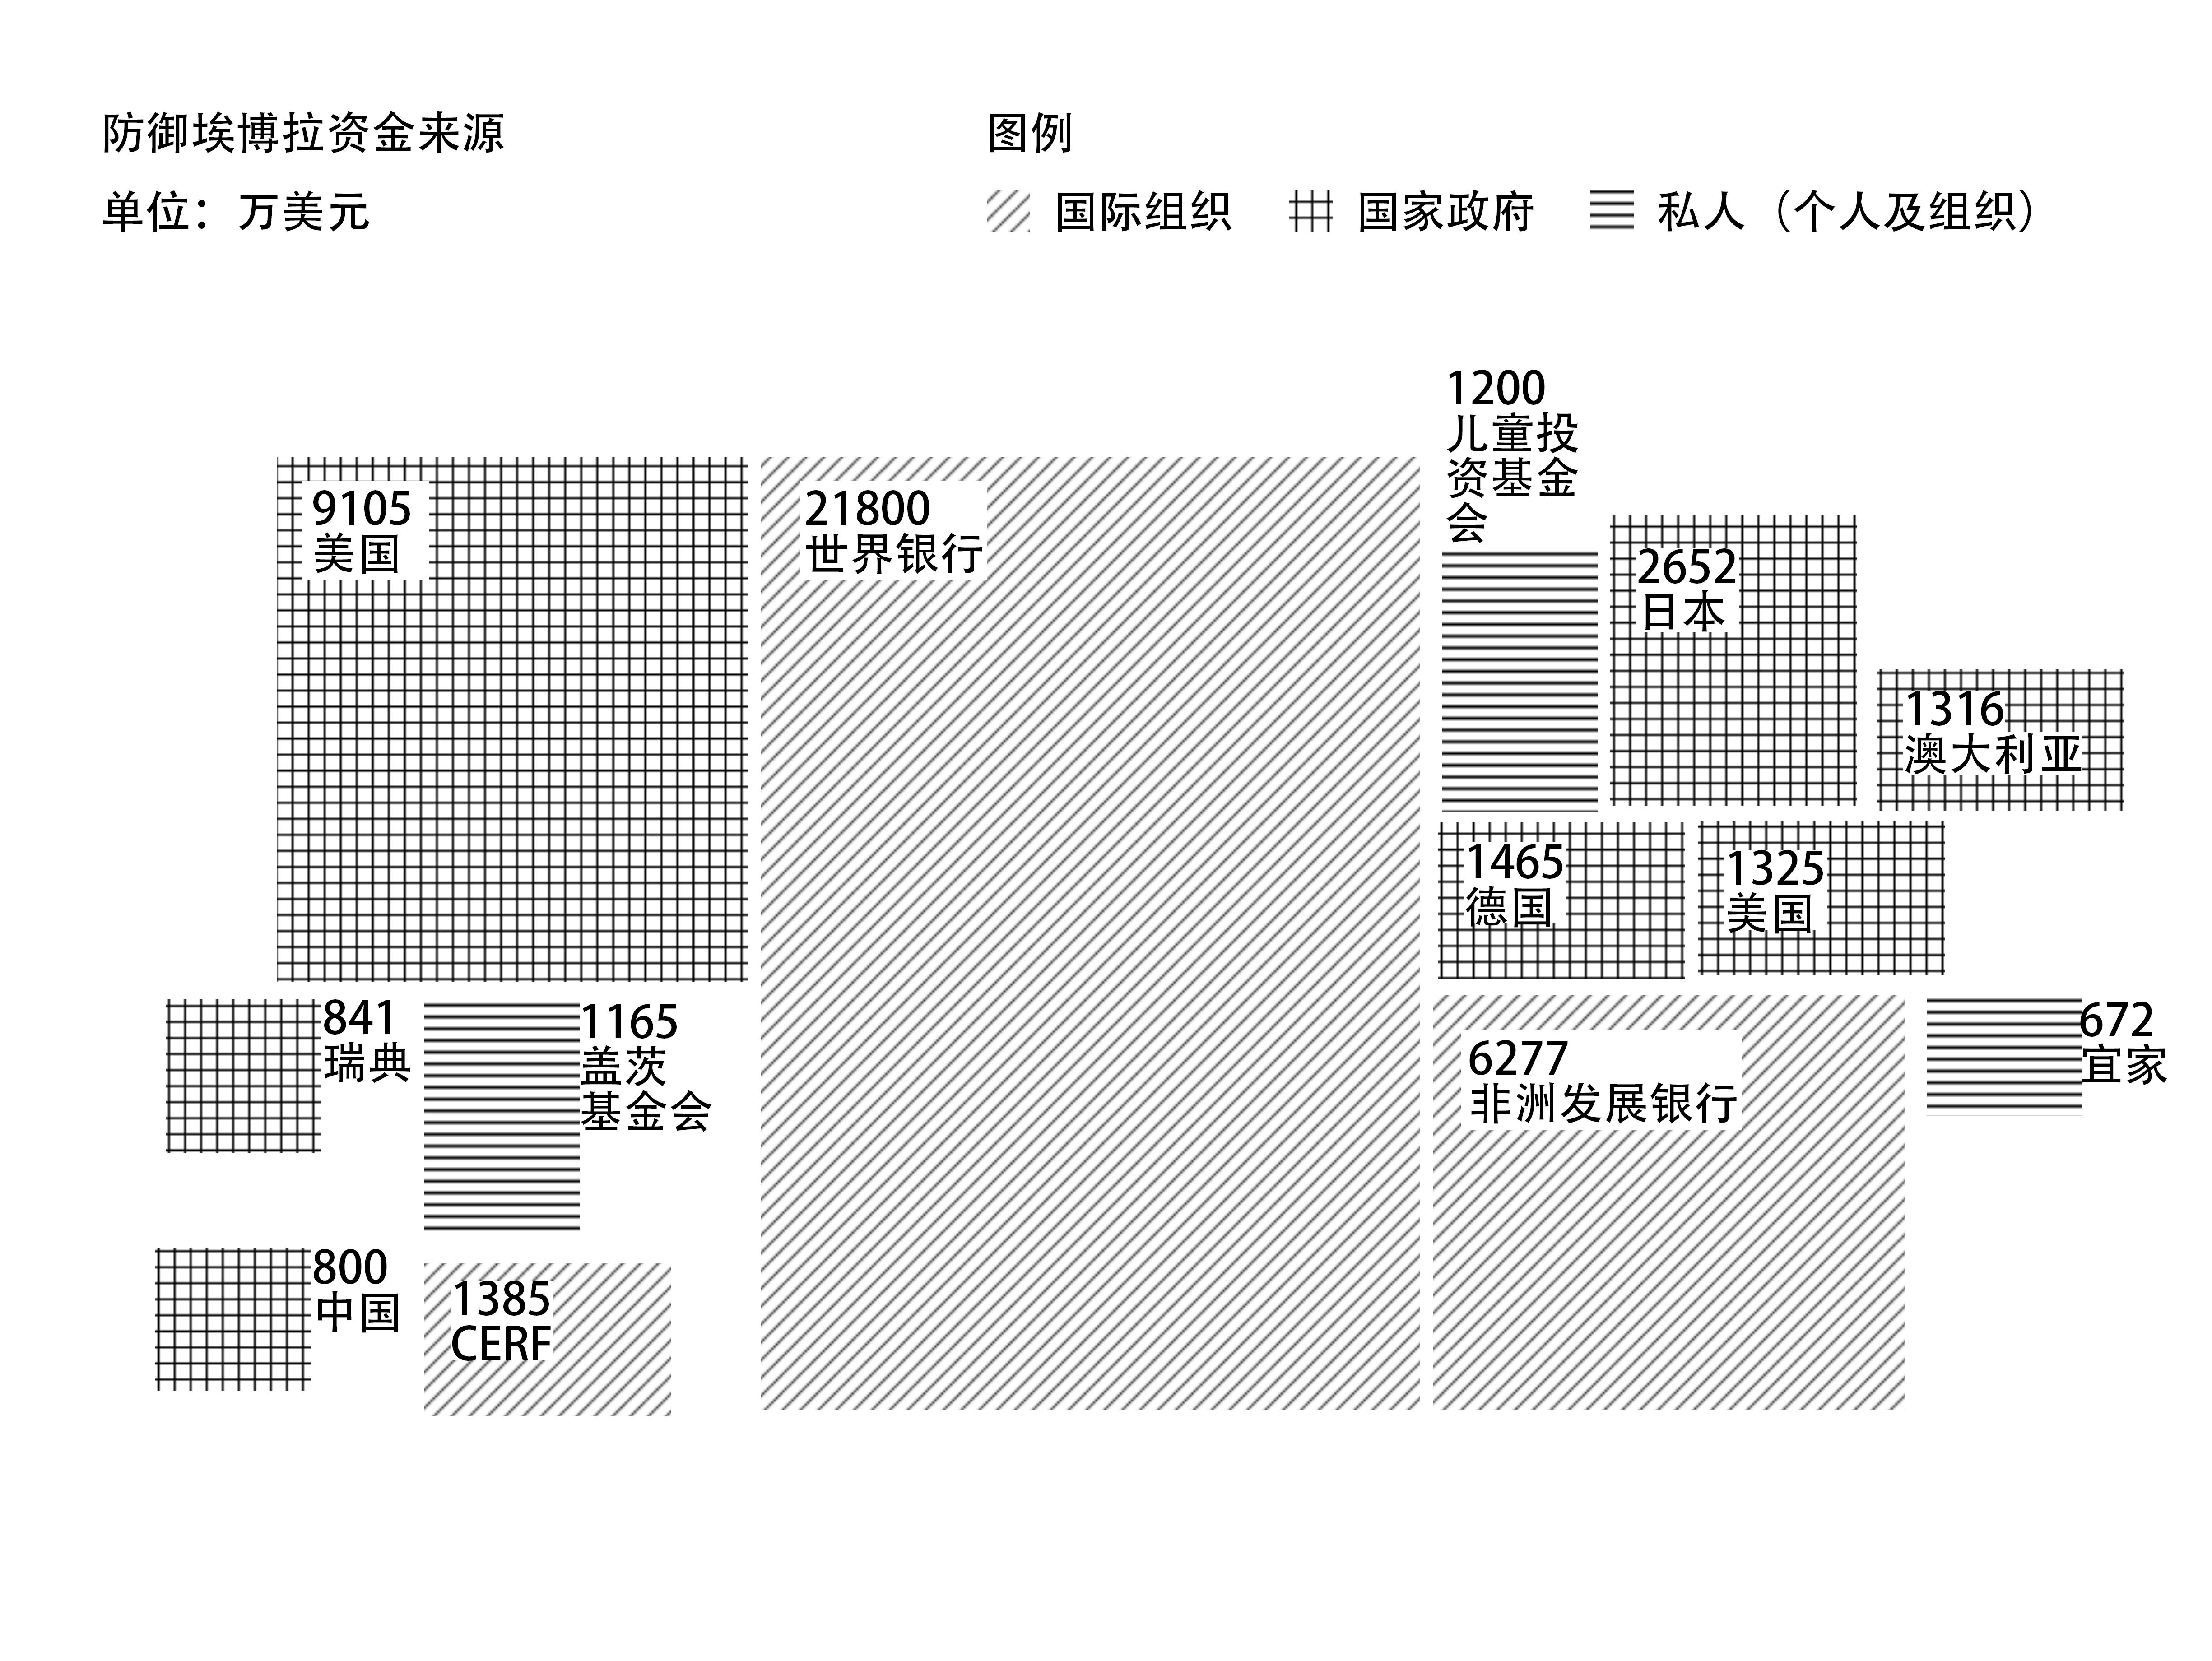 防御埃博拉资金来源
单位：万美元
图例
国际组织
国家政府
私人（个人及组织）
9105
美国
21800
世界银行
1200
儿童投
资基金
会
2652
日本
1316
澳大利亚
1465
德国
1325
美国
841
瑞典
1165
盖茨
基金会
6277
非洲发展银行
672
宜家
800
中国
1385
CERF